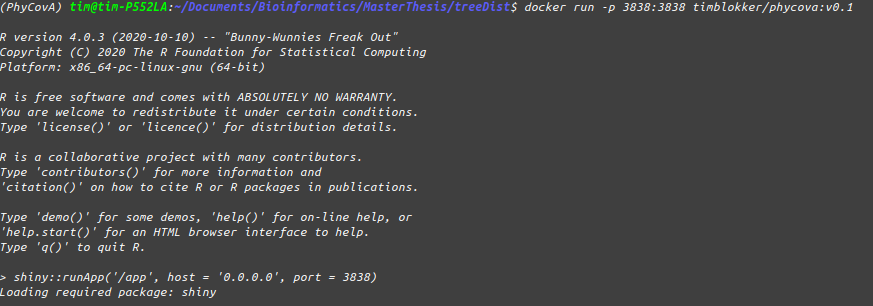 (PhyCovA) tim@tim-P552LA:~/Documents/Bioinformatics/MasterThesis/treeDist$ docker run -p 3838:3838 timblokker/phycova:v0.1
R version 4.0.3 (2020-10-10) -- "Bunny-Wunnies Freak Out"
Copyright (C) 2020 The R Foundation for Statistical Computing
Platform: x86_64-pc-linux-gnu (64-bit)
R is free software and comes with ABSOLUTELY NO WARRANTY.
You are welcome to redistribute it under certain conditions.
Type 'license()' or 'licence()' for distribution details.
R is a collaborative project with many contributors.
Type 'contributors()' for more information and
'citation()' on how to cite R or R packages in publications.
Type 'demo()' for some demos, 'help()' for on-line help, or
'help.start()' for an HTML browser interface to help.
Type 'q()' to quit R.
> shiny::runApp('/app', host = '0.0.0.0', port = 3838)
Loading required package: shiny